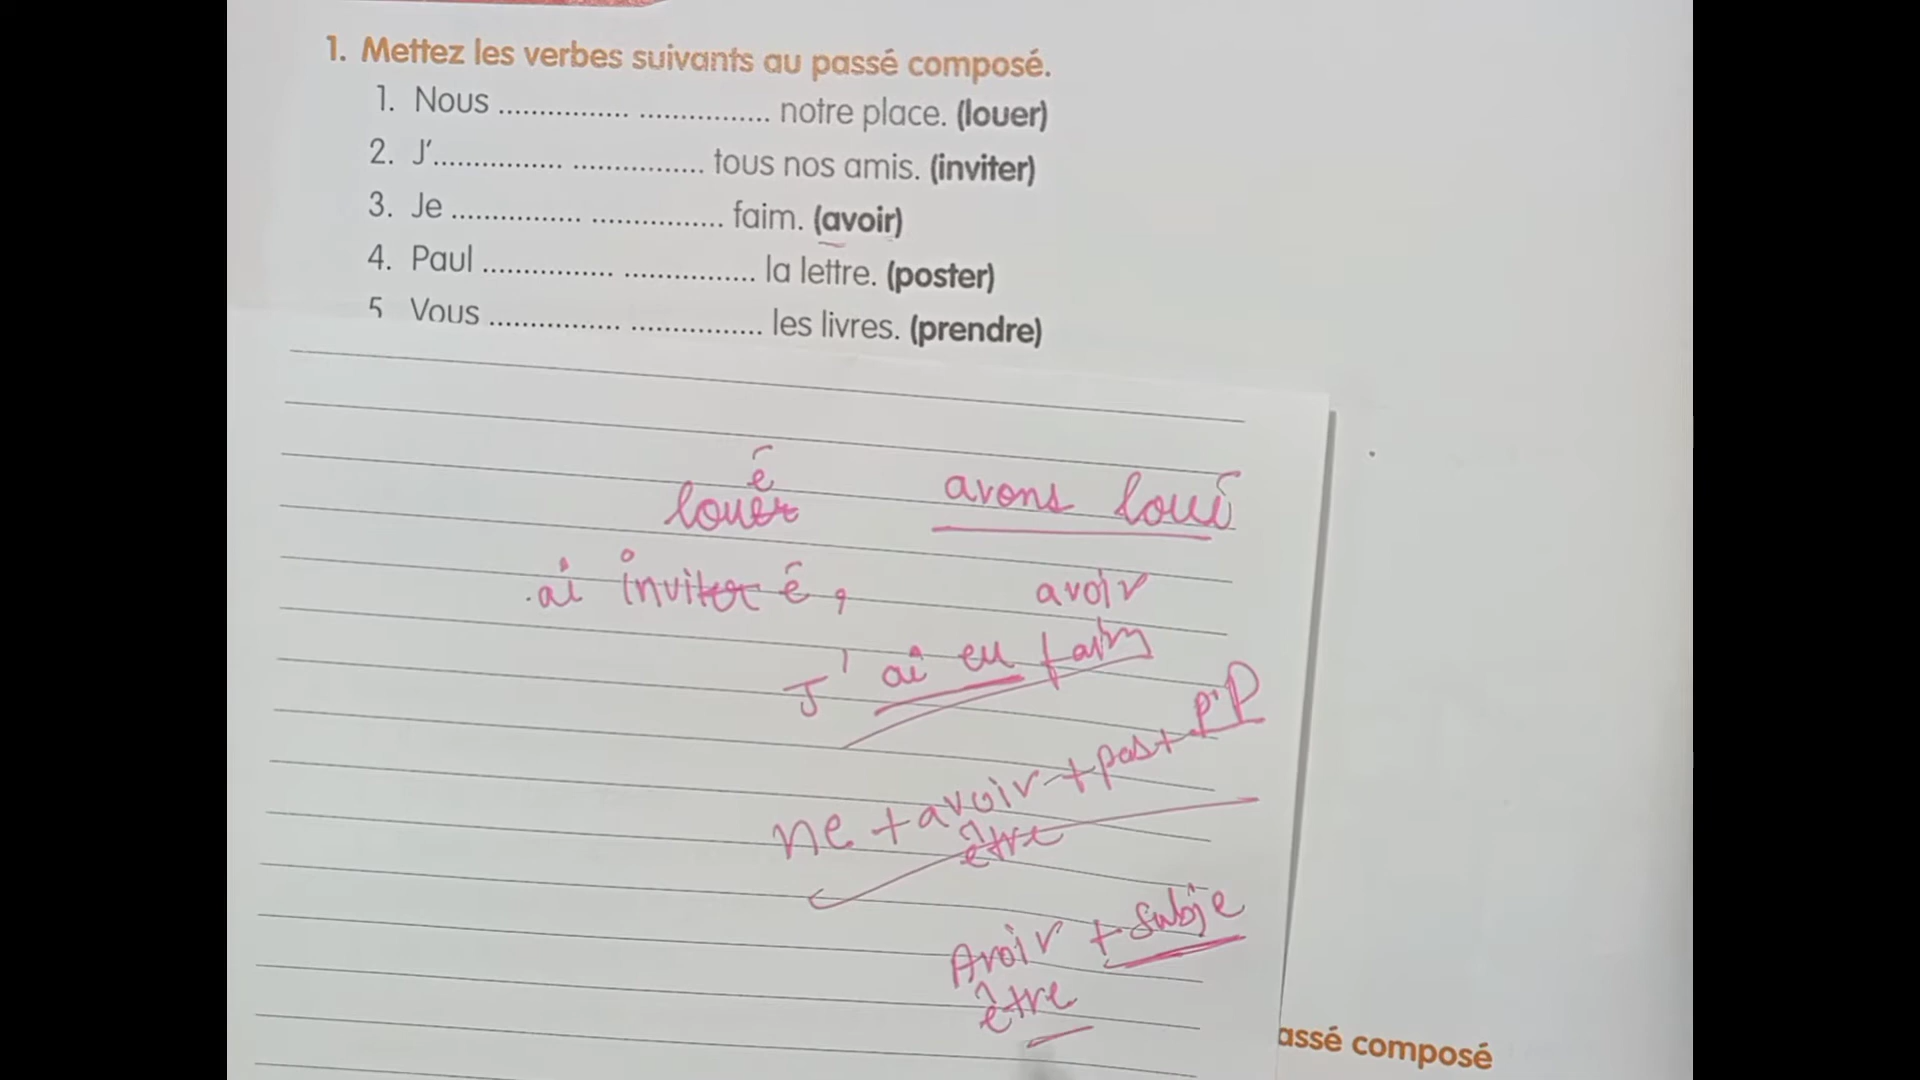 1. Mettez les verbes suivants au passé composé.
1. Nous ................ ................ notre place. (louer)
2. J'................ ................ tous nos amis. (inviter)
3. Je ................ ................ faim. (avoir)
4. Paul ................ ................ la lettre. (poster)
5 Vous ................ ................ les livres. (prendre)
é
louer avons loué
ai inviter é, avoir
J'ai eu faim
ne + avoir + pas + P.P
être
Avoir + Subje
être
assé composé